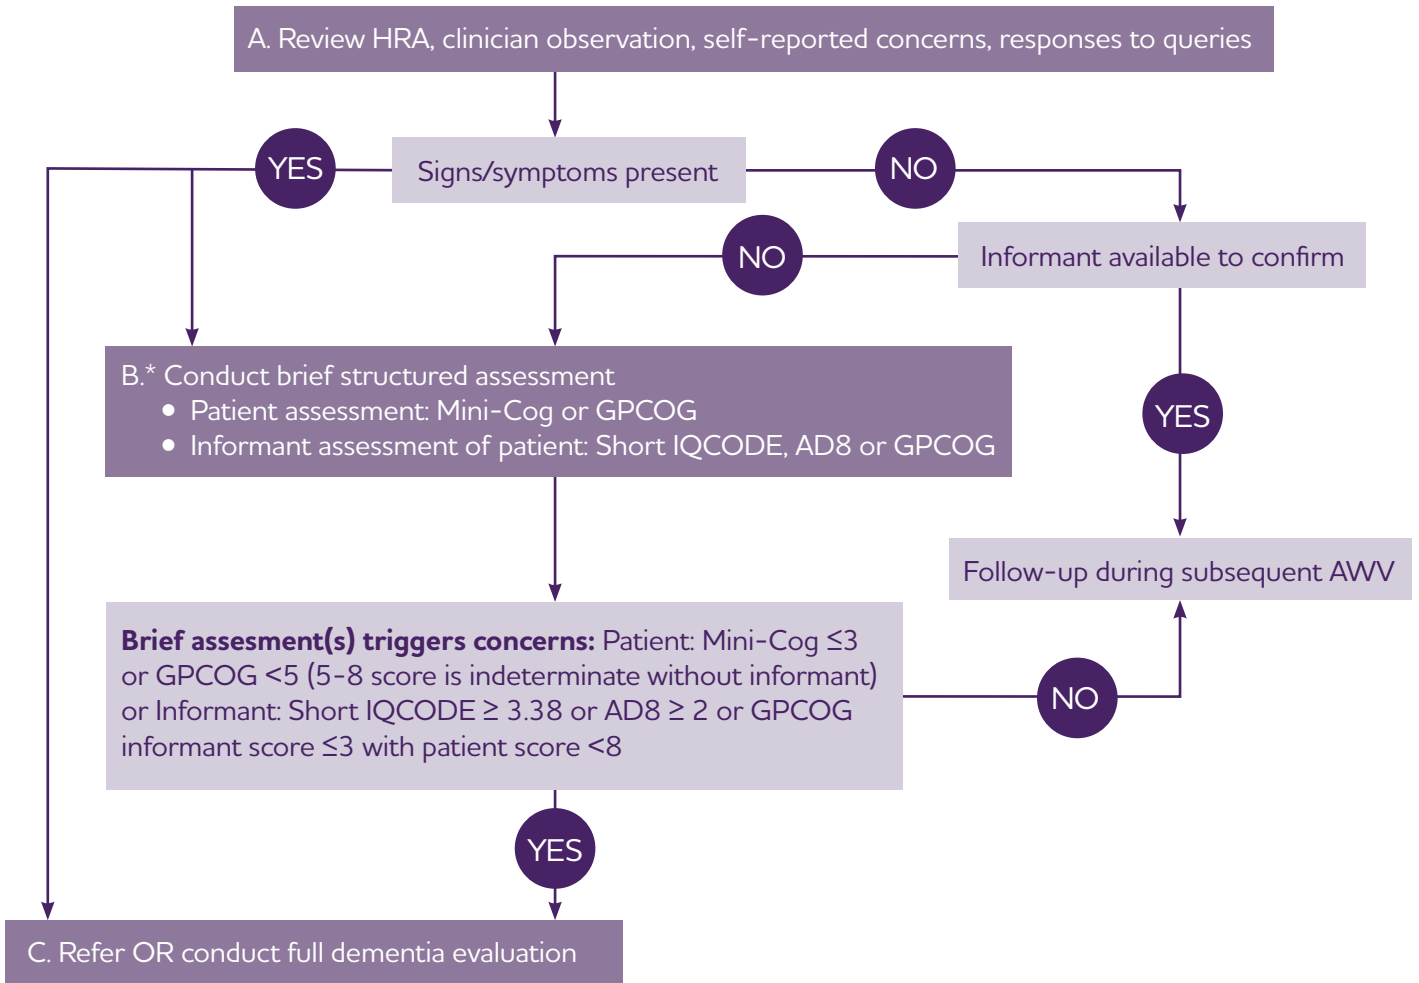 A. Review HRA, clinician observation, self-reported concerns, responses to queries
YES
Signs/symptoms present
NO
NO
Informant available to confirm
B.* Conduct brief structured assessment
• Patient assessment: Mini-Cog or GPCOG
• Informant assessment of patient: Short IQCODE, AD8 or GPCOG
YES
Follow-up during subsequent AWV
Brief assesment(s) triggers concerns: Patient: Mini-Cog ≤3
or GPCOG <5 (5-8 score is indeterminate without informant)
or Informant: Short IQCODE ≥ 3.38 or AD8 ≥ 2 or GPCOG
informant score ≤3 with patient score <8
NO
YES
C. Refer OR conduct full dementia evaluation